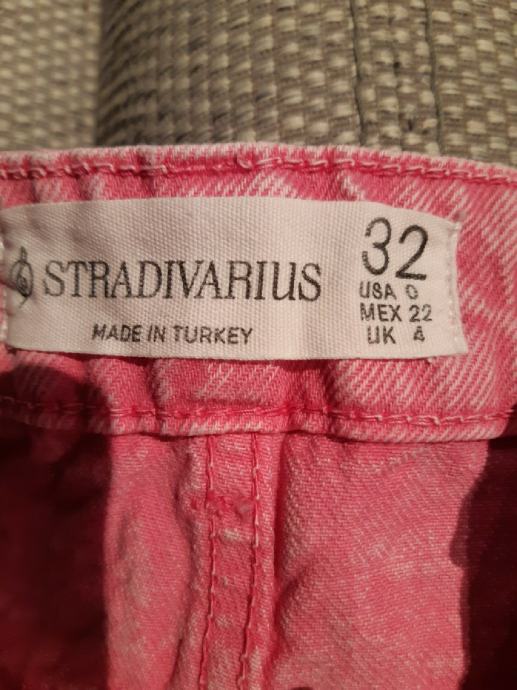 STRADIVARIUS
MADE IN TURKEY
32
USA 0
MEX 22
UK 4